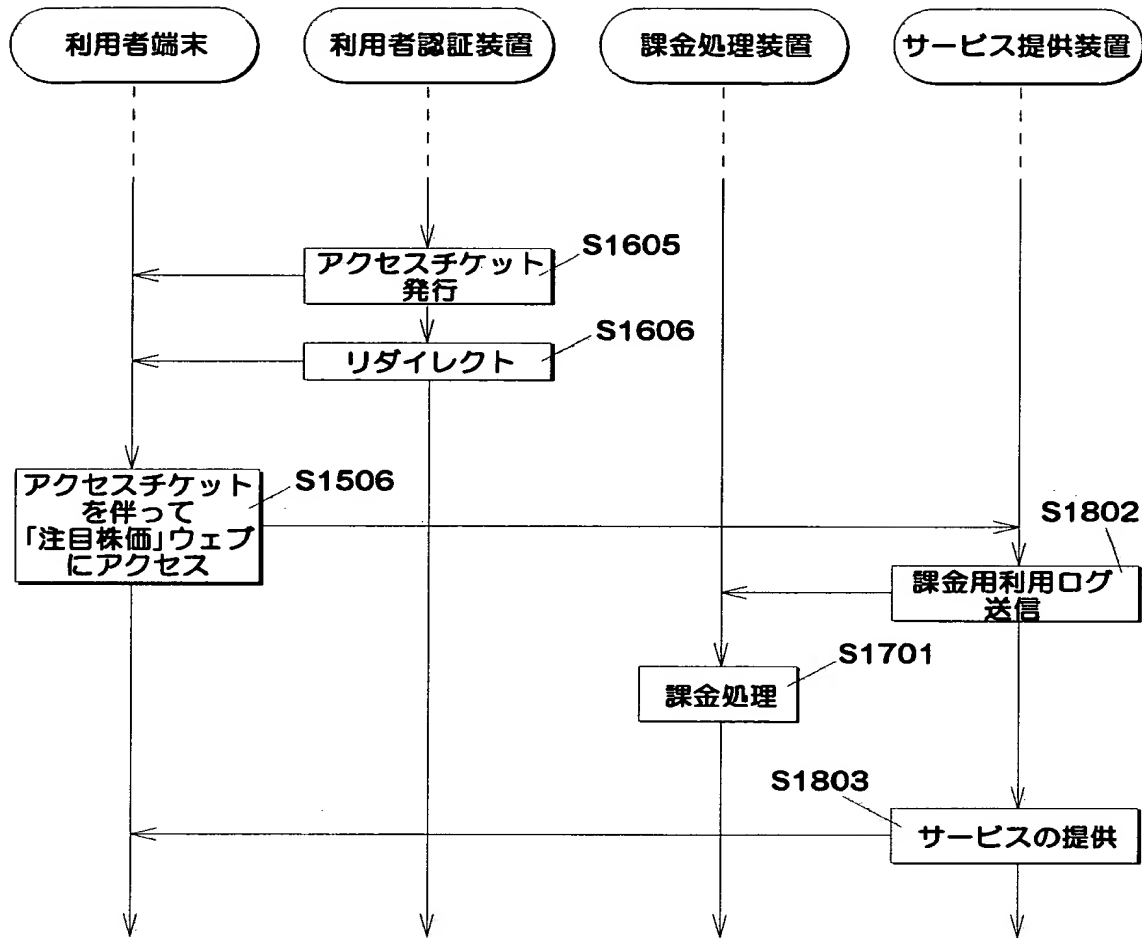 利用者端末
利用者認証装置
課金処理装置
サービス提供装置
S1605
アクセスチケット
発行
S1606
リダイレクト
S1506
アクセスチケット
を伴って
「注目株価」ウェブ
にアクセス
S1802
課金用利用ログ
送信
S1701
課金処理
S1803
サービスの提供